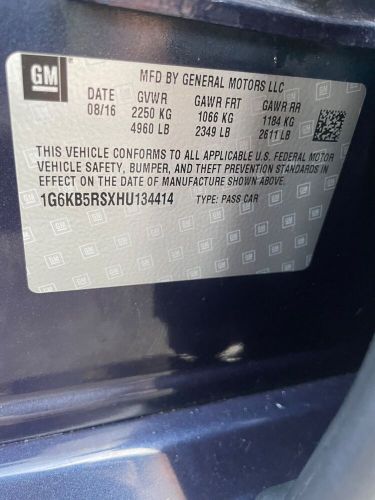 GM
MFD BY GENERAL MOTORS LLC
DATE GVWR GAWR FRT GAWR RR
08/16 2250 KG 1066 KG 1184 KG
4960 LB 2349 LB 2611 LB
THIS VEHICLE CONFORMS TO ALL APPLICABLE U.S. FEDERAL MOTOR
VEHICLE SAFETY, BUMPER, AND THEFT PREVENTION STANDARDS IN
EFFECT ON THE DATE OF MANUFACTURE SHOWN ABOVE.
1G6KB5RSXHU134414 TYPE: PASS CAR